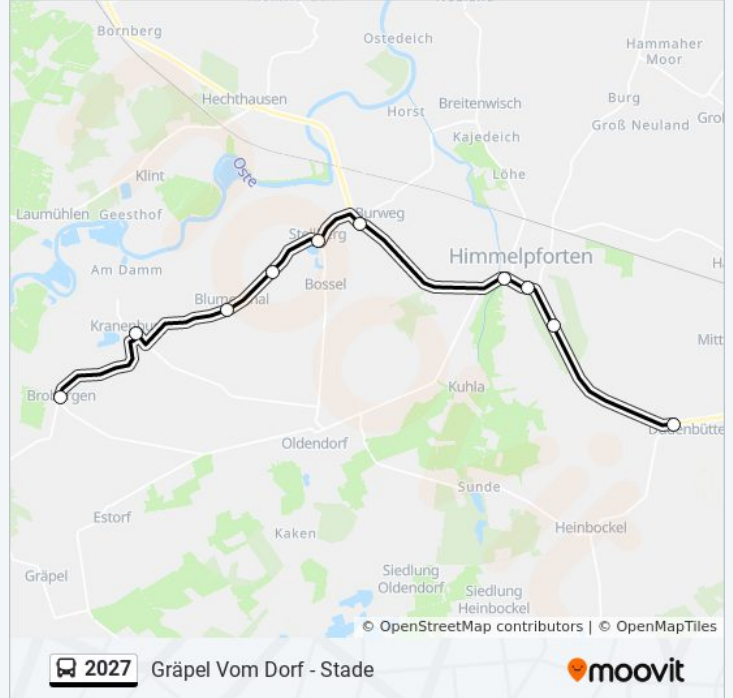 Bornberg
Ostedeich
Hammaher
Moor
Hechthausen
Horst
Breitenwisch
Burg
Groß Neuland
Kajedeich
Löhe
Klint
Oste
Laumühlen
Geesthof
Burweg
Himmelpforten
Am Damm
Bossel
Kuhla
Oldendorf
Sunde
Estorf
Kaken
Heinbockel
Gräpel
Siedlung
Oldendorf
Siedlung
Heinbockel
© OpenStreetMap contributors | © OpenMapTiles
2027 Gräpel Vom Dorf - Stade
moovit